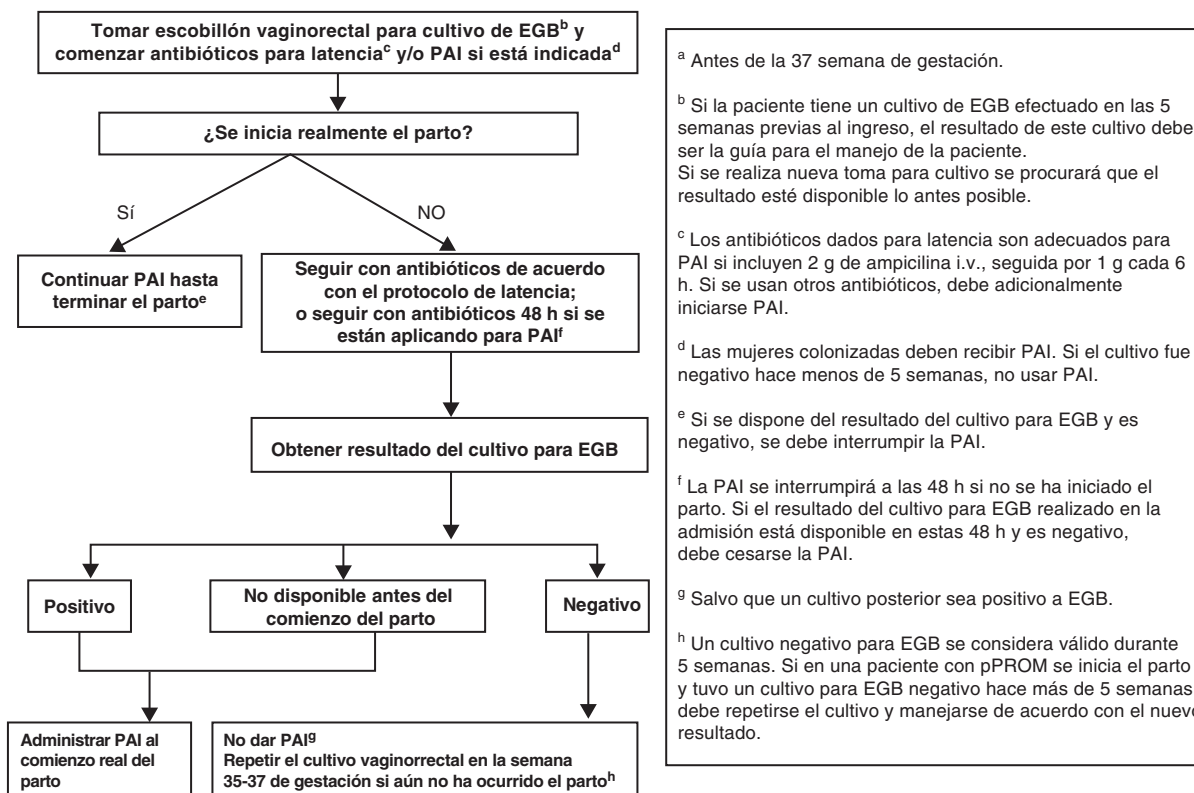 Tomar escobillón vaginorectal para cultivo de EGBᵇ y
comenzar antibióticos para latenciaᶜ y/o PAI si está indicadaᵈ
¿Se inicia realmente el parto?
Sí
NO
Continuar PAI hasta
terminar el partoᵉ
Seguir con antibióticos de acuerdo
con el protocolo de latencia;
o seguir con antibióticos 48 h si se
están aplicando para PAIᶠ
Obtener resultado del cultivo para EGB
Positivo
No disponible antes del
comienzo del parto
Negativo
Administrar PAI al
comienzo real del
parto
No dar PAIᵍ
Repetir el cultivo vaginorrectal en la semana
35-37 de gestación si aún no ha ocurrido el partoʰ
ᵃ Antes de la 37 semana de gestación.
ᵇ Si la paciente tiene un cultivo de EGB efectuado en las 5
semanas previas al ingreso, el resultado de este cultivo debe
ser la guía para el manejo de la paciente.
Si se realiza nueva toma para cultivo se procurará que el
resultado esté disponible lo antes posible.
ᶜ Los antibióticos dados para latencia son adecuados para
PAI si incluyen 2 g de ampicilina i.v., seguida por 1 g cada 6
h. Si se usan otros antibióticos, debe adicionalmente
iniciarse PAI.
ᵈ Las mujeres colonizadas deben recibir PAI. Si el cultivo fue
negativo hace menos de 5 semanas, no usar PAI.
ᵉ Si se dispone del resultado del cultivo para EGB y es
negativo, se debe interrumpir la PAI.
ᶠ La PAI se interrumpirá a las 48 h si no se ha iniciado el
parto. Si el resultado del cultivo para EGB realizado en la
admisión está disponible en estas 48 h y es negativo,
debe cesarse la PAI.
ᵍ Salvo que un cultivo posterior sea positivo a EGB.
ʰ Un cultivo negativo para EGB se considera válido durante
5 semanas. Si en una paciente con pPROM se inicia el parto
y tuvo un cultivo para EGB negativo hace más de 5 semanas
debe repetirse el cultivo y manejarse de acuerdo con el nuevo
resultado.